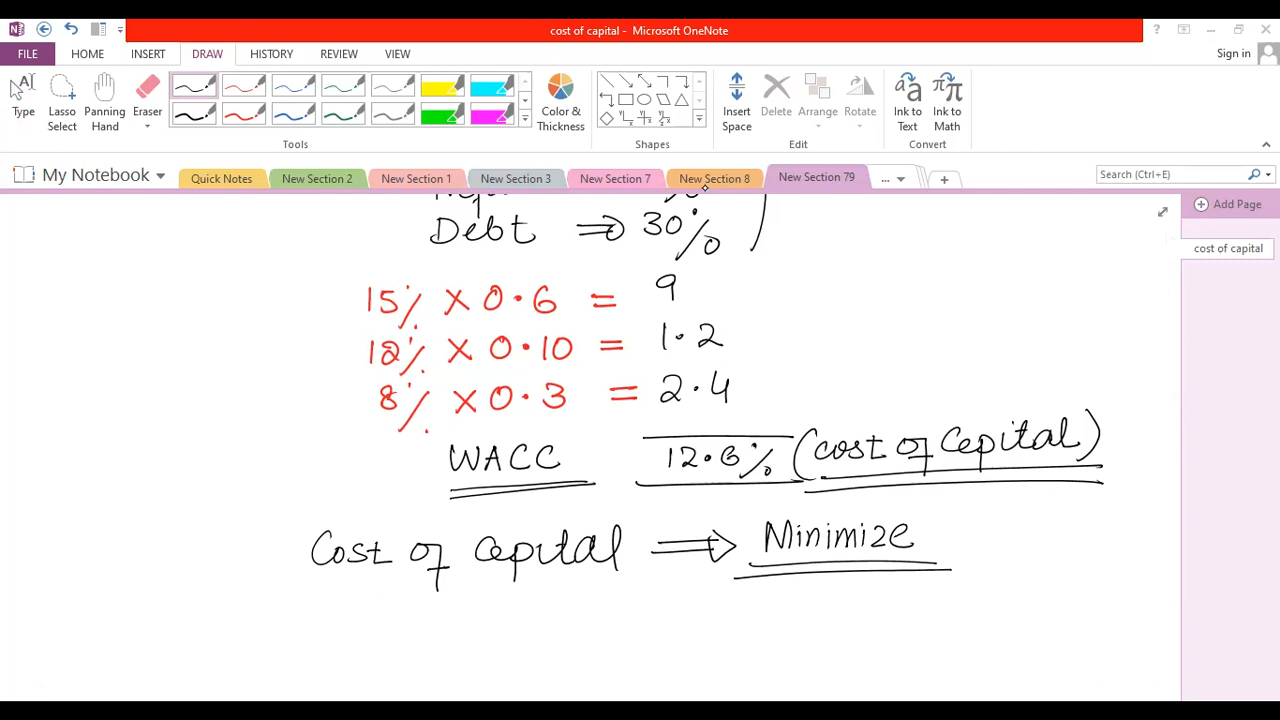 cost of capital - Microsoft OneNote
FILE HOME INSERT DRAW HISTORY REVIEW VIEW
Sign in
Type
Lasso Select
Panning Hand
Eraser
Color & Thickness
Insert Space
Delete
Arrange
Rotate
Ink to Text
Ink to Math
Tools
Shapes
Edit
Convert
My Notebook
Quick Notes
New Section 2
New Section 1
New Section 3
New Section 7
New Section 8
New Section 79
...
Search (Ctrl+E)
Add Page
cost of capital
Debt ⇒ 30%
15% × 0.6 = 9
12% × 0.10 = 1.2
8% × 0.3 = 2.4
WACC 12.6% (cost of Cepital)
Cost of Cepital ⇒ Minimize